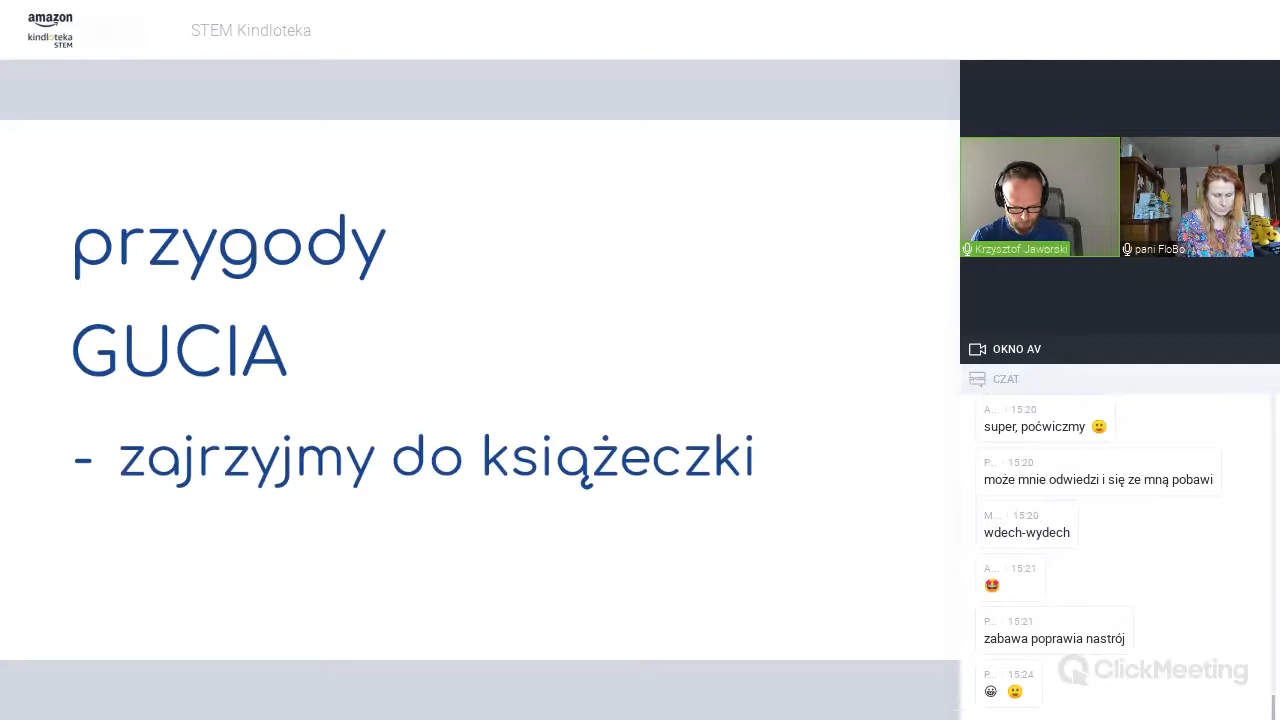 amazon
kindloteka
STEM
STEM Kindloteka
przygody
GUCIA
- zajrzyjmy do książeczki
Krzysztof Jaworski
pani FloBo
OKNO AV
CZAT
A... 15:20
super, poćwiczmy 🙂
P... 15:20
może mnie odwiedzi i się ze mną pobawi
M... 15:20
wdech-wydech
A... 15:21
🤩
P... 15:21
zabawa poprawia nastrój
P... 15:24
😀 🙂
ClickMeeting